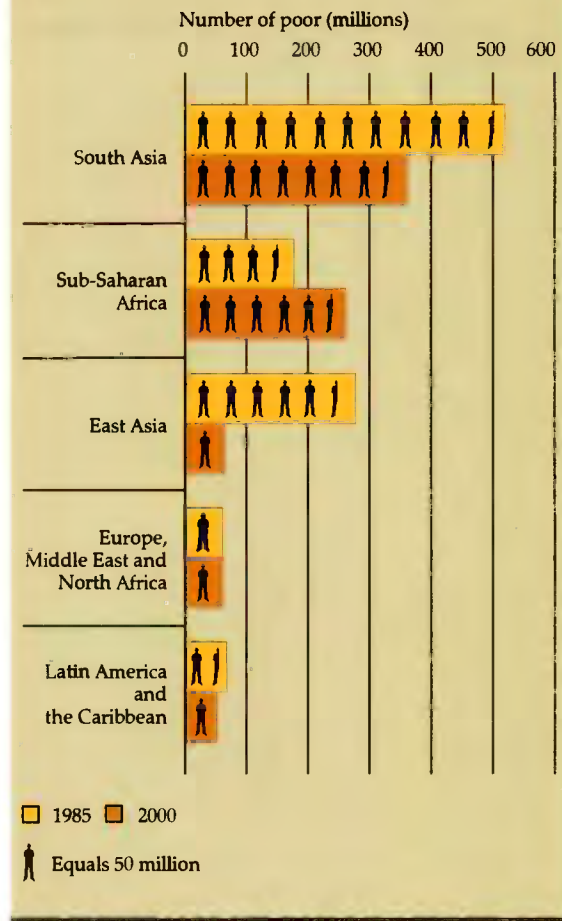 Number of poor (millions)
0 100 200 300 400 500 600
South Asia
Sub-Saharan
Africa
East Asia
Europe,
Middle East and
North Africa
Latin America
and
the Caribbean
1985 2000
Equals 50 million